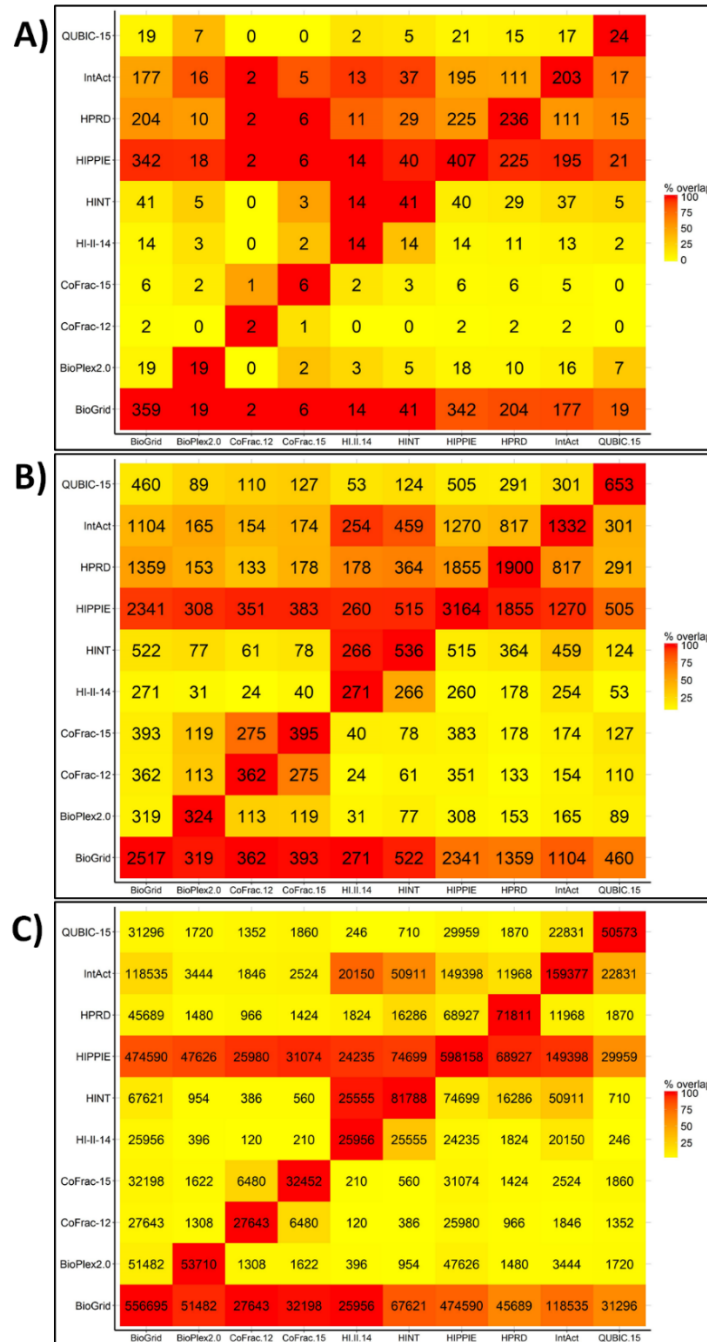 A)
QUBIC-15 19 7 0 0 2 5 21 15 17 24
IntAct 177 16 2 5 13 37 195 111 203 17
HPRD 204 10 2 6 11 29 225 236 111 15
HIPPIE 342 18 2 6 14 40 407 225 195 21
HINT 41 5 0 3 14 41 40 29 37 5
HI-II-14 14 3 0 2 14 14 14 11 13 2
CoFrac-15 6 2 1 6 2 3 6 6 5 0
CoFrac-12 2 0 2 1 0 0 2 2 2 0
BioPlex2.0 19 19 0 2 3 5 18 10 16 7
BioGrid 359 19 2 6 14 41 342 204 177 19
BioGrid BioPlex2.0 CoFrac.12 CoFrac.15 HI.II.14 HINT HIPPIE HPRD IntAct QUBIC.15
% overlap
100
75
50
25
0
B)
QUBIC-15 460 89 110 127 53 124 505 291 301 653
IntAct 1104 165 154 174 254 459 1270 817 1332 301
HPRD 1359 153 133 178 178 364 1855 1900 817 291
HIPPIE 2341 308 351 383 260 515 3164 1855 1270 505
HINT 522 77 61 78 266 536 515 364 459 124
HI-II-14 271 31 24 40 271 266 260 178 254 53
CoFrac-15 393 119 275 395 40 78 383 178 174 127
CoFrac-12 362 113 362 275 24 61 351 133 154 110
BioPlex2.0 319 324 113 119 31 77 308 153 165 89
BioGrid 2517 319 362 393 271 522 2341 1359 1104 460
BioGrid BioPlex2.0 CoFrac.12 CoFrac.15 HI.II.14 HINT HIPPIE HPRD IntAct QUBIC.15
% overlap
100
75
50
25
C)
QUBIC-15 31296 1720 1352 1860 246 710 29959 1870 22831 50573
IntAct 118535 3444 1846 2524 20150 50911 149398 11968 159377 22831
HPRD 45689 1480 966 1424 1824 16286 68927 71811 11968 1870
HIPPIE 474590 47626 25980 31074 24235 74699 598158 68927 149398 29959
HINT 67621 954 386 560 25555 81788 74699 16286 50911 710
HI-II-14 25956 396 120 210 25956 25555 24235 1824 20150 246
CoFrac-15 32198 1622 6480 32452 210 560 31074 1424 2524 1860
CoFrac-12 27643 1308 27643 6480 120 386 25980 966 1846 1352
BioPlex2.0 51482 53710 1308 1622 396 954 47626 1480 3444 1720
BioGrid 556695 51482 27643 32198 25956 67621 474590 45689 118535 31296
BioGrid BioPlex2.0 CoFrac.12 CoFrac.15 HI.II.14 HINT HIPPIE HPRD IntAct QUBIC.15
% overlap
100
75
50
25